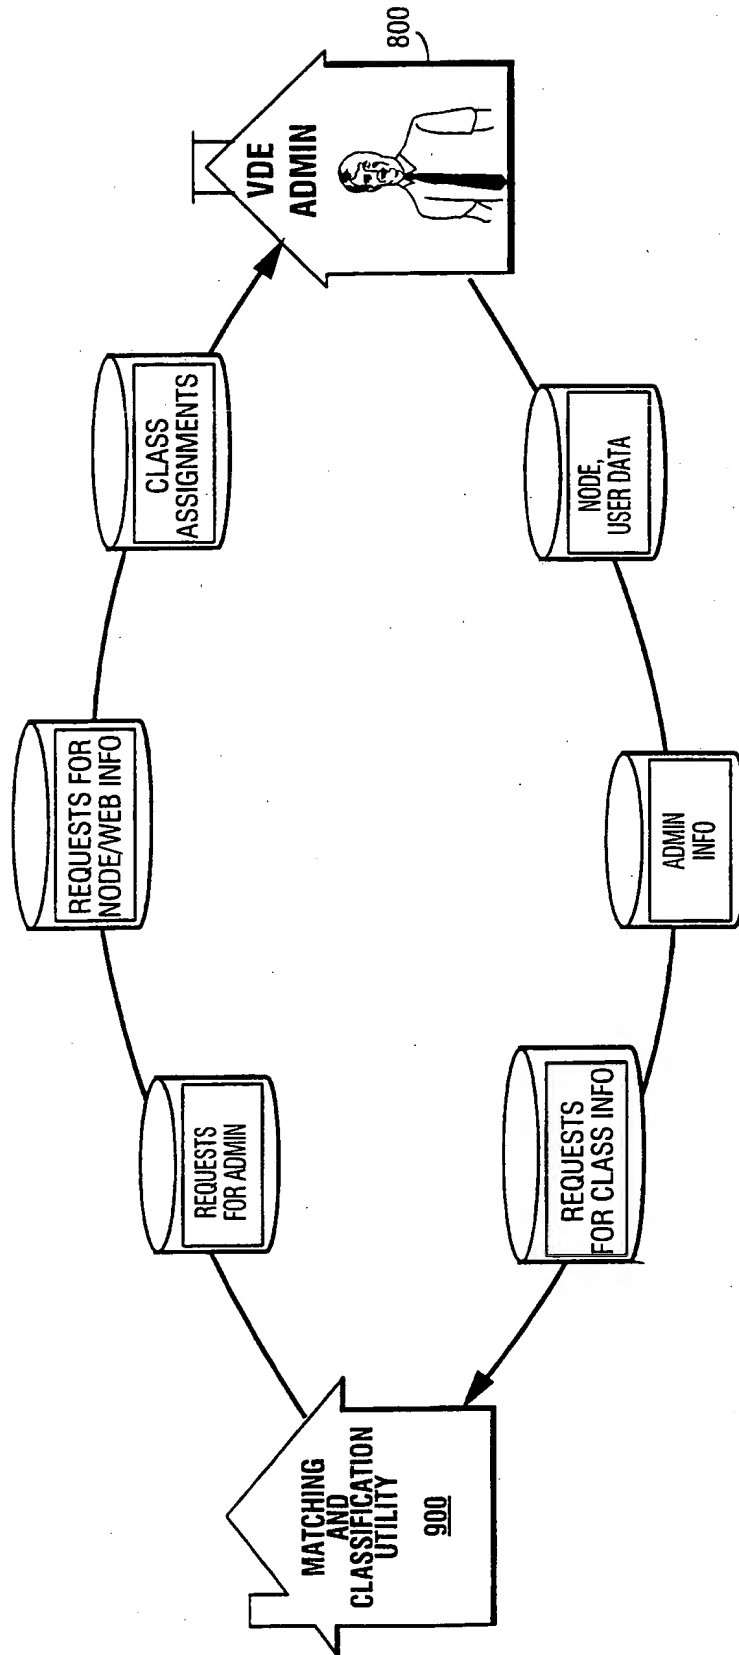 MATCHING
AND
CLASSIFICATION
UTILITY
900
REQUESTS
FOR ADMIN
REQUESTS FOR
NODE/WEB INFO
CLASS
ASSIGNMENTS
VDE
ADMIN
800
NODE,
USER DATA
ADMIN
INFO
REQUESTS
FOR CLASS INFO